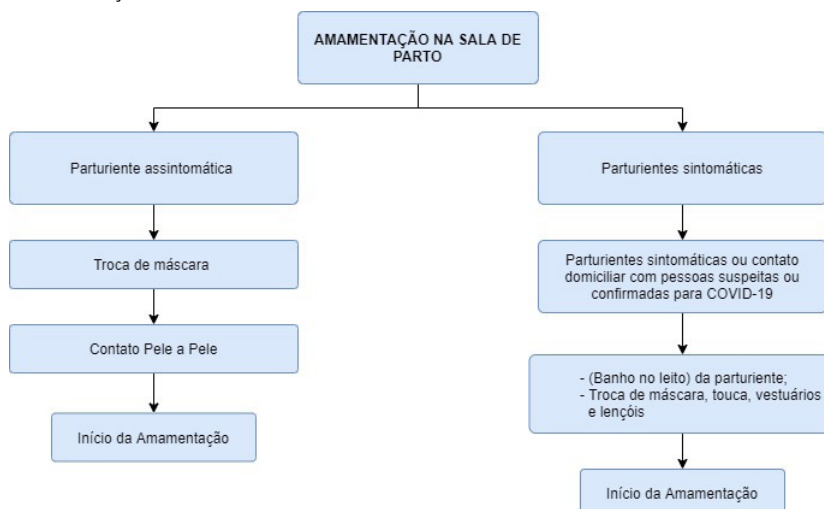 AMAMENTAÇÃO NA SALA DE
PARTO
Parturiente assintomática
Parturientes sintomáticas
Troca de máscara
Parturientes sintomáticas ou contato
domiciliar com pessoas suspeitas ou
confirmadas para COVID-19
Contato Pele a Pele
- (Banho no leito) da parturiente;
- Troca de máscara, touca, vestuários
e lençóis
Início da Amamentação
Início da Amamentação